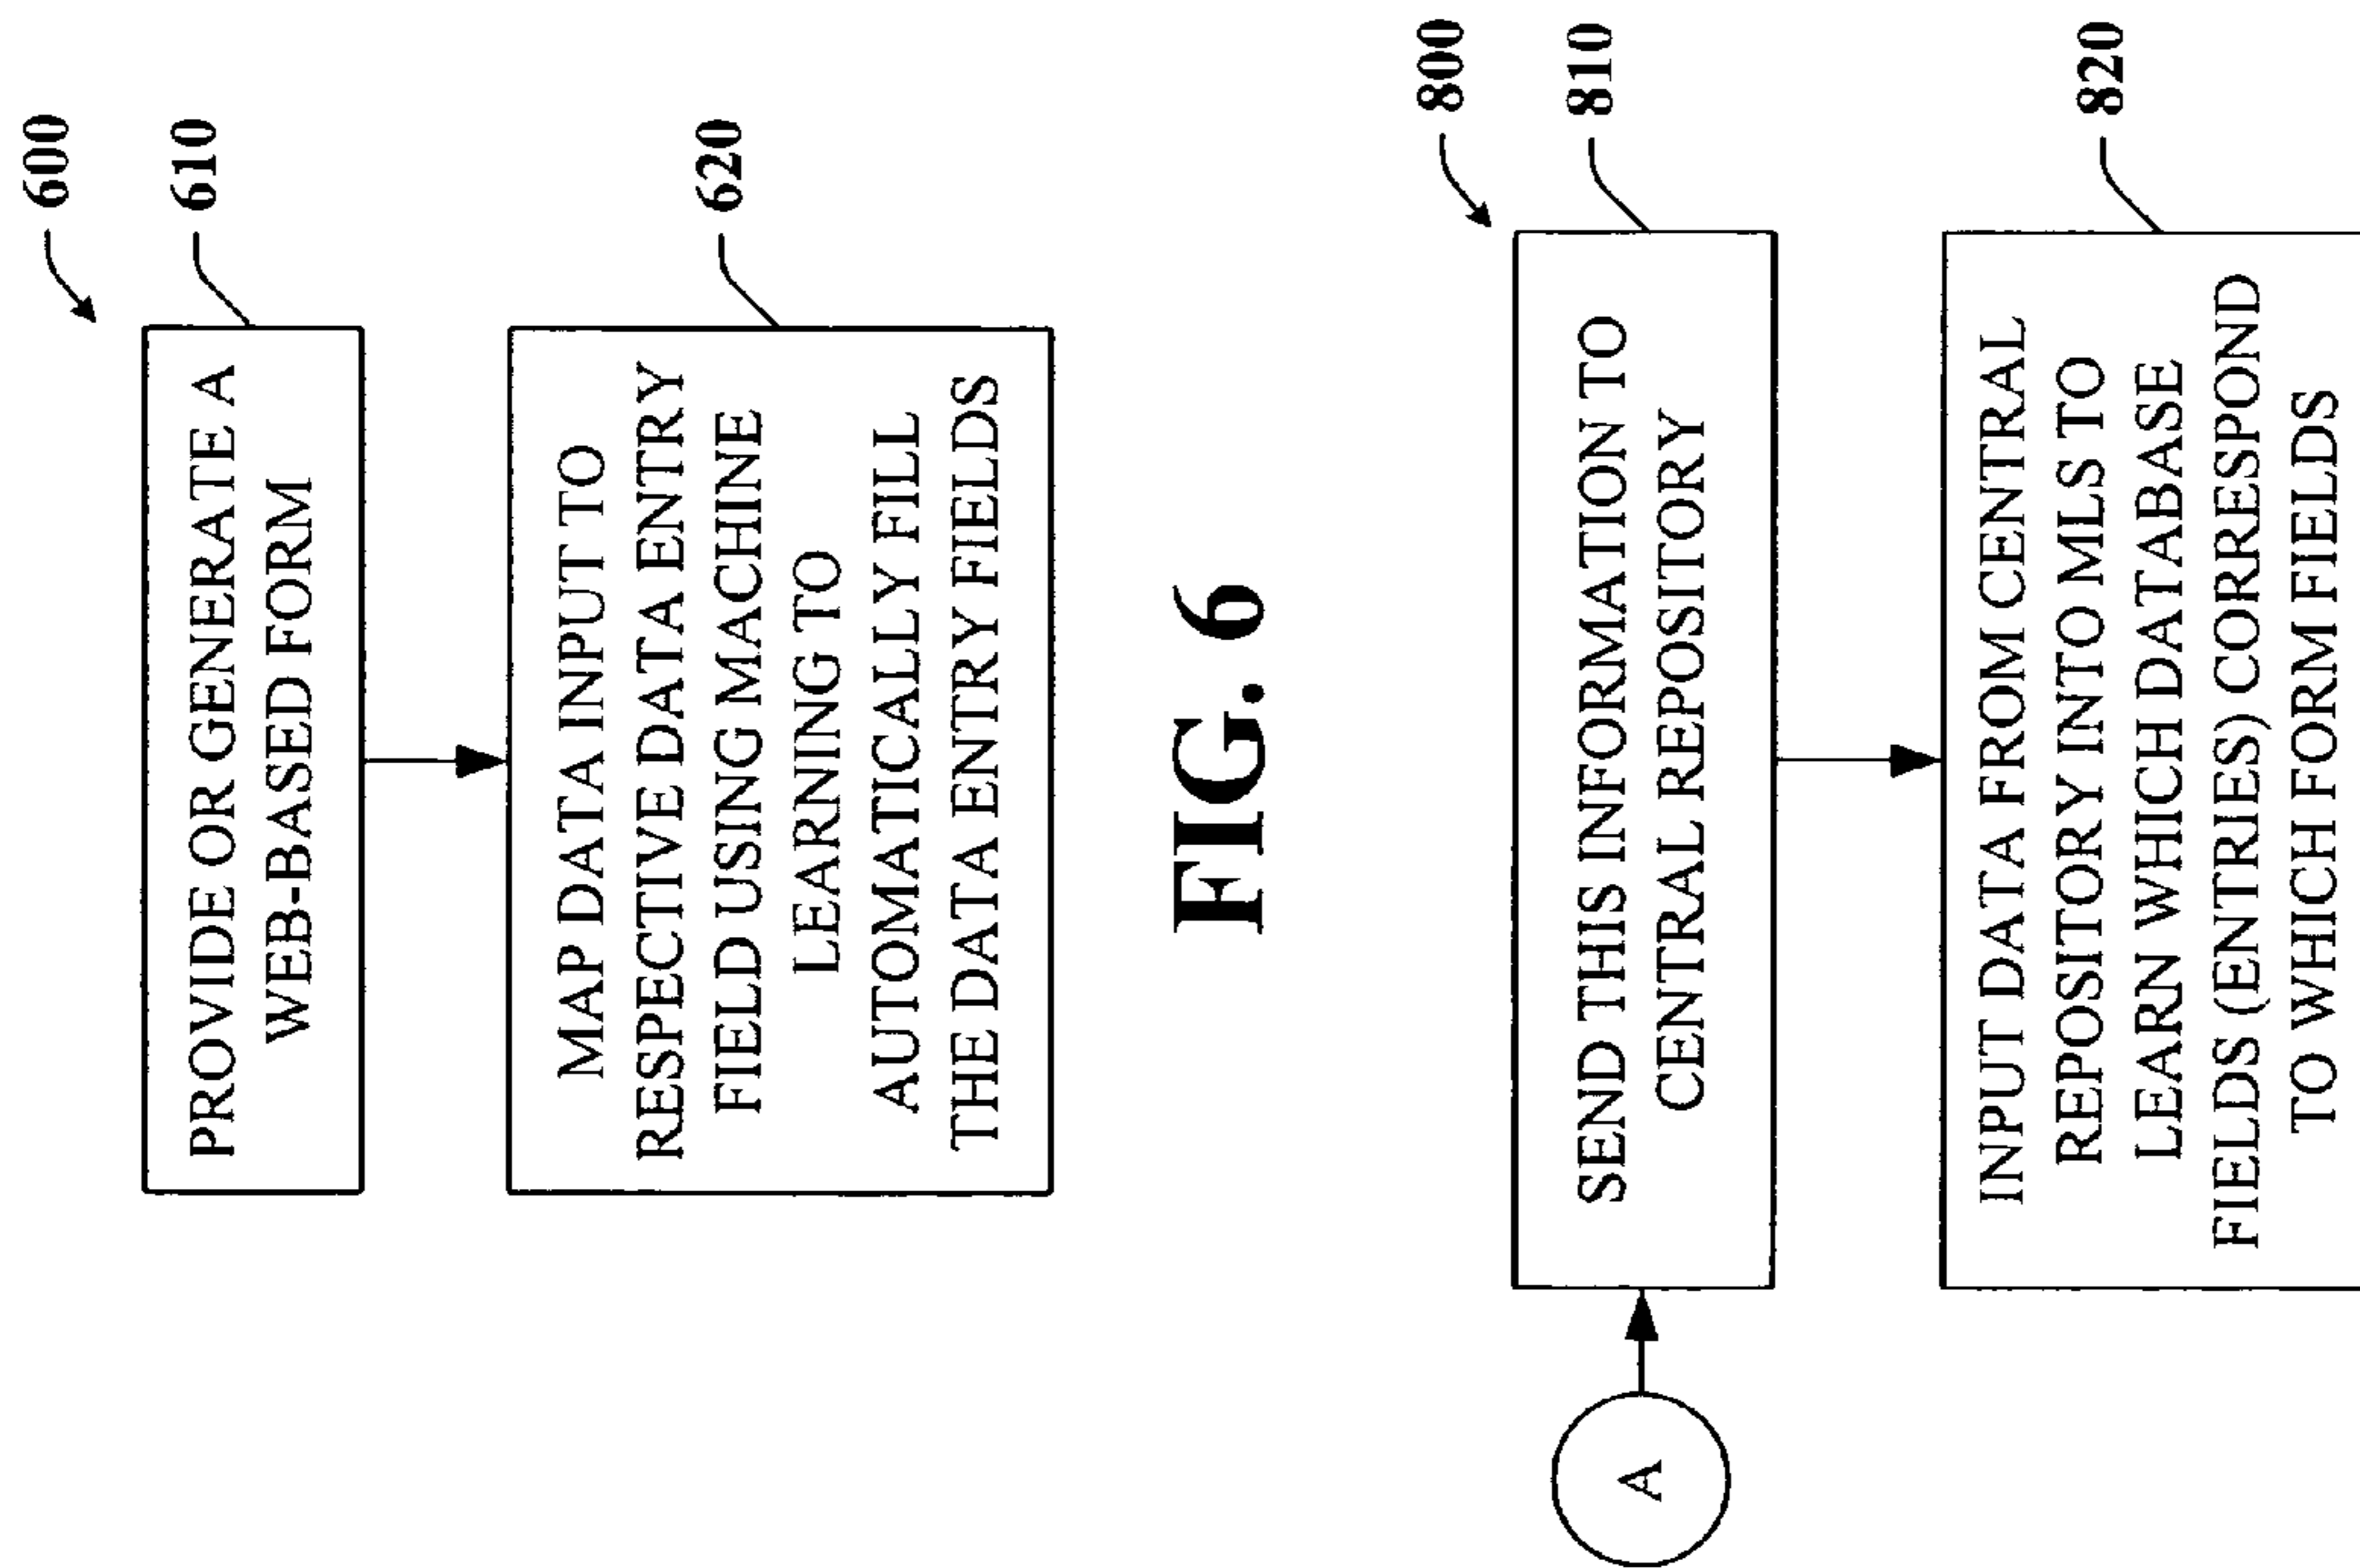 600
610
PROVIDE OR GENERATE A
WEB-BASED FORM
620
MAP DATA INPUT TO
RESPECTIVE DATA ENTRY
FIELD USING MACHINE
LEARNING TO
AUTOMATICALLY FILL
THE DATA ENTRY FIELDS
FIG. 6
800
810
A
SEND THIS INFORMATION TO
CENTRAL REPOSITORY
820
INPUT DATA FROM CENTRAL
REPOSITORY INTO MLS TO
LEARN WHICH DATABASE
FIELDS (ENTRIES) CORRESPOND
TO WHICH FORM FIELDS